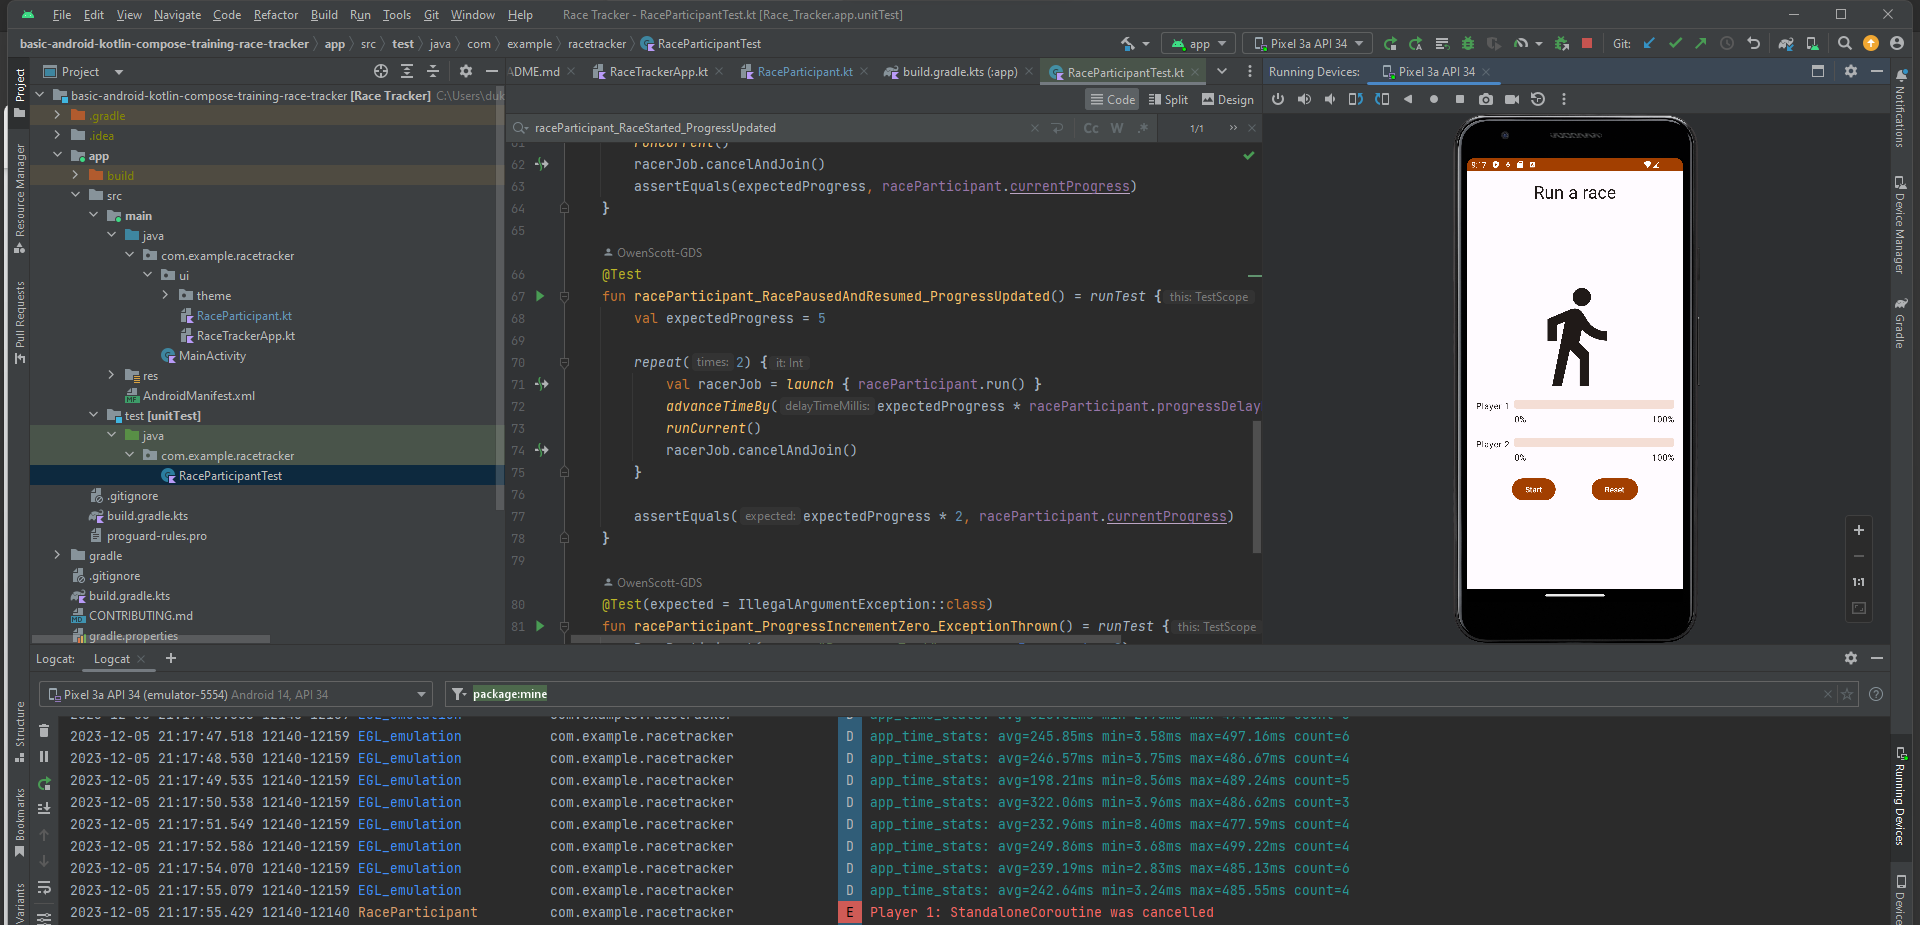 File Edit View Navigate Code Refactor Build Run Tools Git Window Help Race Tracker - RaceParticipantTest.kt [Race_Tracker.app.unitTest]
basic-android-kotlin-compose-training-race-tracker app src test java com example racetracker RaceParticipantTest app Pixel 3a API 34 Git:
Project
ADME.md RaceTrackerApp.kt RaceParticipant.kt build.gradle.kts (:app) RaceParticipantTest.kt
Running Devices: Pixel 3a API 34
Code Split Design
raceParticipant_RaceStarted_ProgressUpdated Cc W .* 1/1
basic-android-kotlin-compose-training-race-tracker [Race Tracker] C:\Users\duk
.gradle
.idea
app
build
src
main
java
com.example.racetracker
ui
theme
RaceParticipant.kt
RaceTrackerApp.kt
MainActivity
res
AndroidManifest.xml
test [unitTest]
java
com.example.racetracker
RaceParticipantTest
.gitignore
build.gradle.kts
proguard-rules.pro
gradle
.gitignore
build.gradle.kts
CONTRIBUTING.md
gradle.properties
61 runCurrent()
62 racerJob.cancelAndJoin()
63 assertEquals(expectedProgress, raceParticipant.currentProgress)
64 }
65
OwenScott-GDS
66 @Test
67 fun raceParticipant_RacePausedAndResumed_ProgressUpdated() = runTest { this: TestScope
68 val expectedProgress = 5
69
70 repeat( times: 2) { it: Int
71 val racerJob = launch { raceParticipant.run() }
72 advanceTimeBy( delayTimeMillis: expectedProgress * raceParticipant.progressDelay
73 runCurrent()
74 racerJob.cancelAndJoin()
75 }
76
77 assertEquals( expected: expectedProgress * 2, raceParticipant.currentProgress)
78 }
79
OwenScott-GDS
80 @Test(expected = IllegalArgumentException::class)
81 fun raceParticipant_ProgressIncrementZero_ExceptionThrown() = runTest { this: TestScope
9:17
Run a race
Player 1
0% 100%
Player 2
0% 100%
Start Reset
1:1
Project
Resource Manager
Pull Requests
Structure
Bookmarks
Variants
Notifications
Device Manager
Gradle
Running Devices
Device
Logcat: Logcat
Pixel 3a API 34 (emulator-5554) Android 14, API 34 package:mine
2023-12-05 21:17:47.518 12140-12159 EGL_emulation com.example.racetracker D app_time_stats: avg=245.85ms min=3.58ms max=497.16ms count=6
2023-12-05 21:17:48.530 12140-12159 EGL_emulation com.example.racetracker D app_time_stats: avg=246.57ms min=3.75ms max=486.67ms count=4
2023-12-05 21:17:49.535 12140-12159 EGL_emulation com.example.racetracker D app_time_stats: avg=198.21ms min=8.56ms max=489.24ms count=5
2023-12-05 21:17:50.538 12140-12159 EGL_emulation com.example.racetracker D app_time_stats: avg=322.06ms min=3.96ms max=486.62ms count=3
2023-12-05 21:17:51.549 12140-12159 EGL_emulation com.example.racetracker D app_time_stats: avg=232.96ms min=8.40ms max=477.59ms count=4
2023-12-05 21:17:52.586 12140-12159 EGL_emulation com.example.racetracker D app_time_stats: avg=249.86ms min=3.68ms max=499.22ms count=4
2023-12-05 21:17:54.070 12140-12159 EGL_emulation com.example.racetracker D app_time_stats: avg=239.19ms min=2.83ms max=485.13ms count=6
2023-12-05 21:17:55.079 12140-12159 EGL_emulation com.example.racetracker D app_time_stats: avg=242.64ms min=3.24ms max=485.55ms count=4
2023-12-05 21:17:55.429 12140-12140 RaceParticipant com.example.racetracker E Player 1: StandaloneCoroutine was cancelled